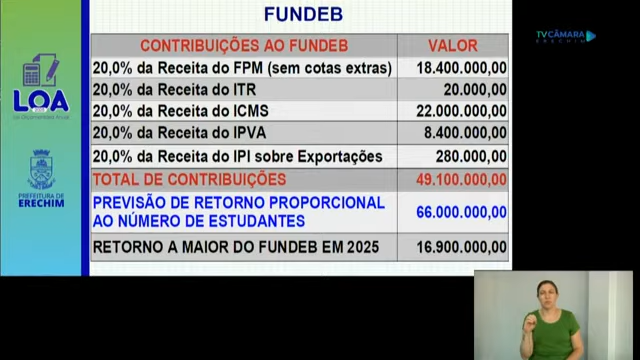 FUNDEB
TV CÂMARA
ERECHIM
CONTRIBUIÇÕES AO FUNDEB VALOR
20,0% da Receita do FPM (sem cotas extras) 18.400.000,00
20,0% da Receita do ITR 20.000,00
20,0% da Receita do ICMS 22.000.000,00
20,0% da Receita do IPVA 8.400.000,00
20,0% da Receita do IPI sobre Exportações 280.000,00
TOTAL DE CONTRIBUIÇÕES 49.100.000,00
PREVISÃO DE RETORNO PROPORCIONAL
AO NÚMERO DE ESTUDANTES 66.000.000,00
RETORNO A MAIOR DO FUNDEB EM 2025 16.900.000,00
LOA
Lei Orçamentária Anual
PREFEITURA DE
ERECHIM